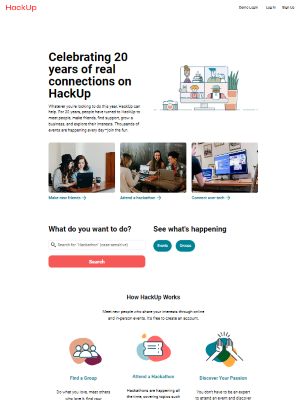 HackUp
Demo Login Log in Sign Up
Celebrating 20
years of real
connections on
HackUp
Whatever you're looking to do this year, HackUp can
help. For 20 years, people have turned to HackUp to
meet people, make friends, find support, grow a
business, and explore their interests. Thousands of
events are happening every day—join the fun.
Make new friends → Attend a hackathon → Connect over tech →
What do you want to do? See what's happening
Search for "Hackathon" (case sensitive) Events Groups
Search
How HackUp Works
Meet new people who share your interests through online
and in-person events. It's free to create an account.
Find a Group Attend a Hackathon Discover Your Passion
Do what you love, meet others Hackathons are happening all You don't have to be an expert
who love it, find your the time, covering topics such to attend an event and discover